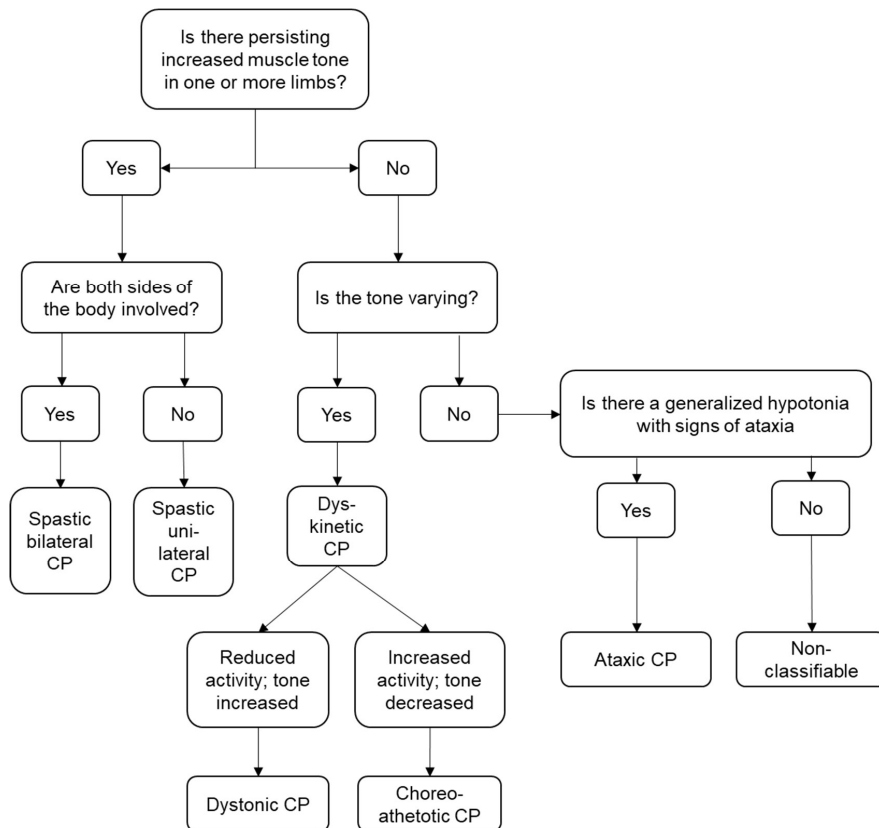 Is there persisting
increased muscle tone
in one or more limbs?
Yes
No
Are both sides of
the body involved?
Is the tone varying?
Yes
No
Yes
No
Is there a generalized hypotonia
with signs of ataxia
Spastic
bilateral
CP
Spastic
uni-
lateral
CP
Dys-
kinetic
CP
Yes
No
Reduced
activity; tone
increased
Increased
activity; tone
decreased
Ataxic CP
Non-
classifiable
Dystonic CP
Choreo-
athetotic CP